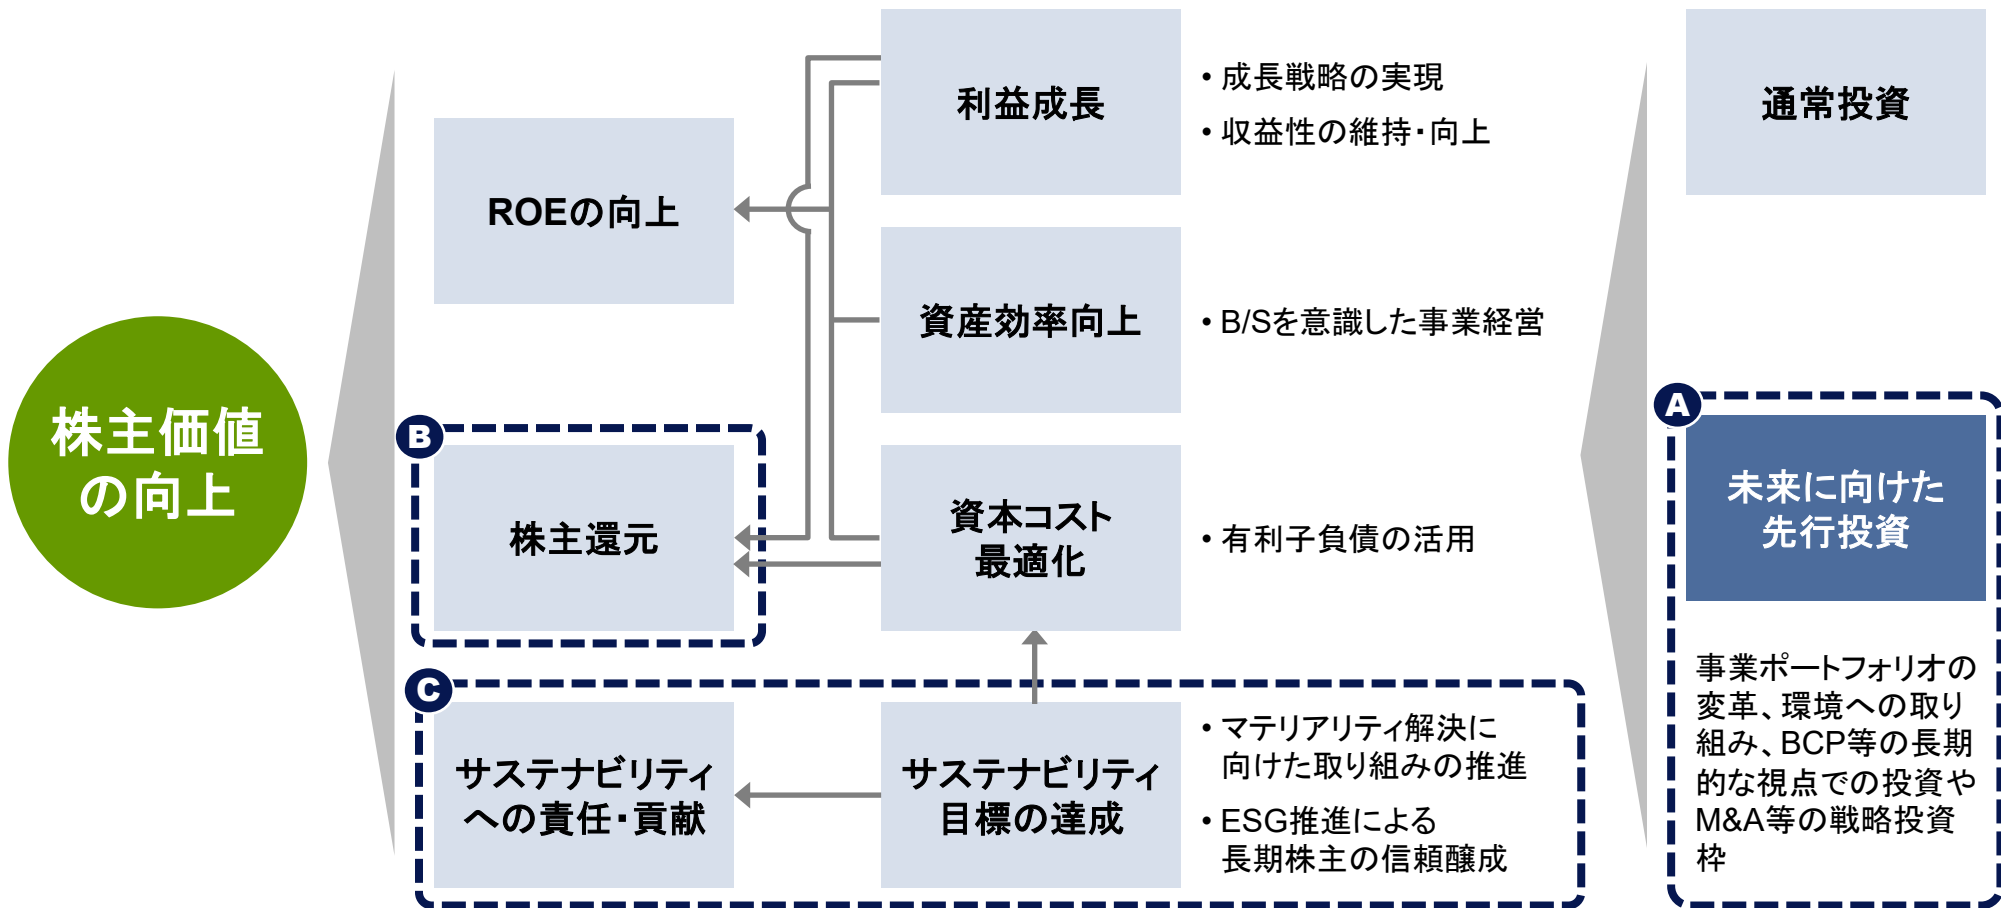 株主価値
の向上
ROEの向上
B
株主還元
C
サステナビリティ
への責任・貢献
利益成長
• 成長戦略の実現
• 収益性の維持・向上
資産効率向上
• B/Sを意識した事業経営
資本コスト
最適化
• 有利子負債の活用
サステナビリティ
目標の達成
• マテリアリティ解決に
向けた取り組みの推進
• ESG推進による
長期株主の信頼醸成
通常投資
A
未来に向けた
先行投資
事業ポートフォリオの
変革、環境への取り
組み、BCP等の長期
的な視点での投資や
M&A等の戦略投資
枠